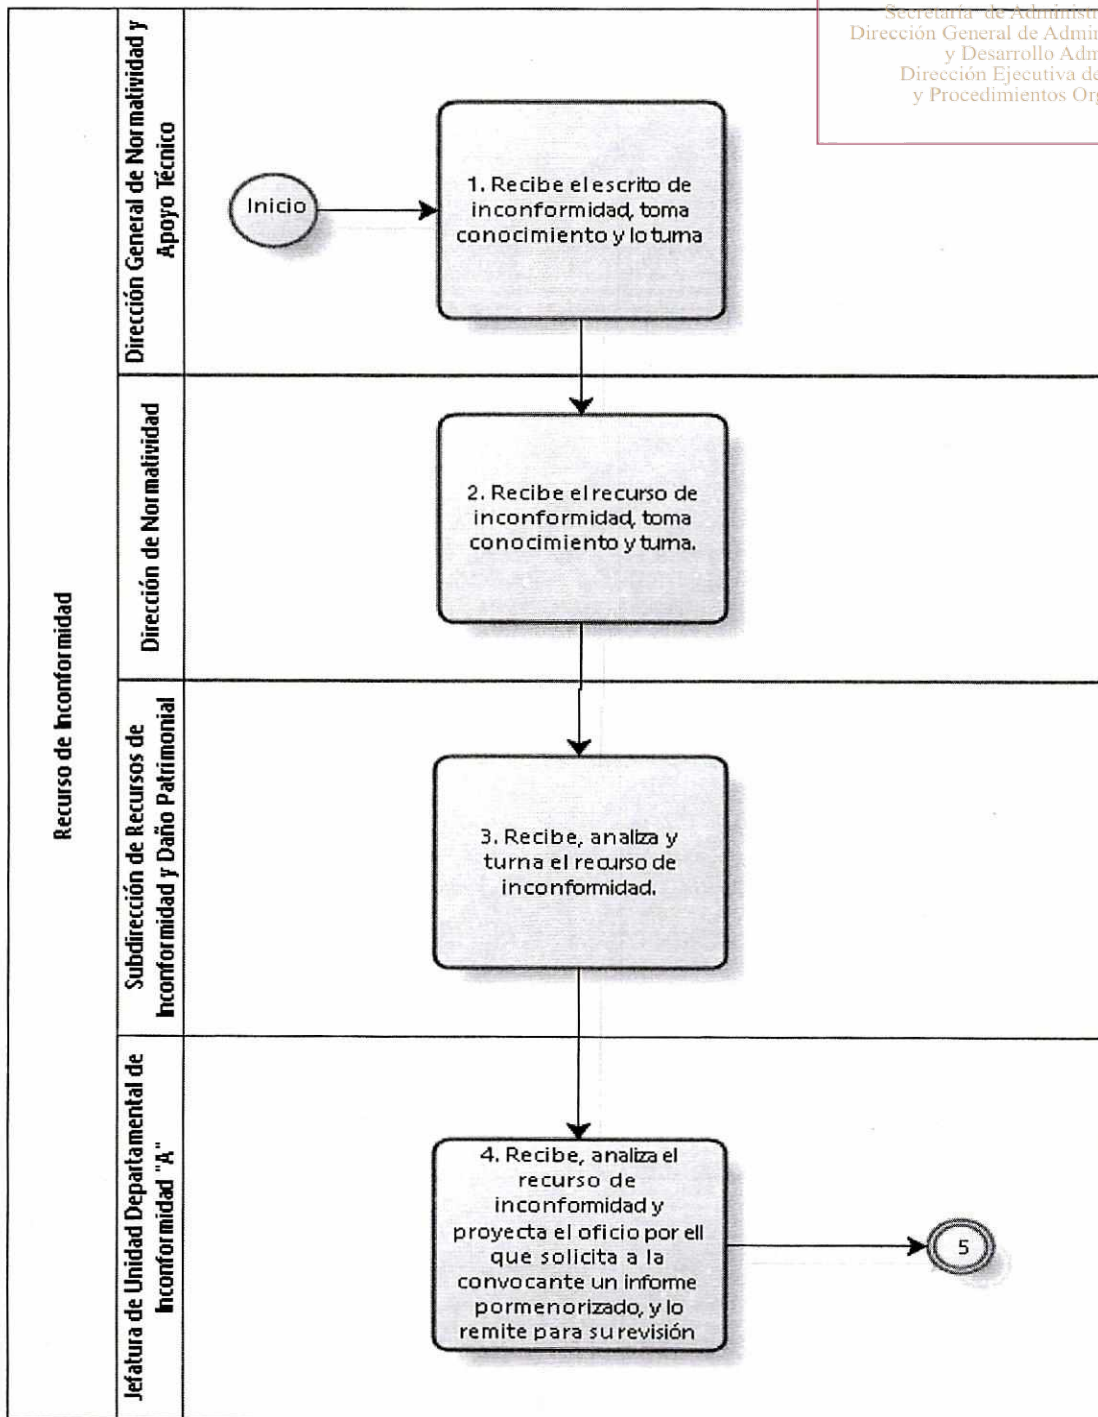 Secretaría de Administr
Dirección General de Admin
y Desarrollo Adm
Dirección Ejecutiva de
y Procedimientos Org
Recurso de Inconformidad
Dirección General de Normatividad y
Apoyo Técnico
Inicio
1. Recibe el escrito de
inconformidad, toma
conocimiento y lo turna
Dirección de Normatividad
2. Recibe el recurso de
inconformidad, toma
conocimiento y turna.
Subdirección de Recursos de
Inconformidad y Daño Patrimonial
3. Recibe, analiza y
turna el recurso de
inconformidad.
Jefatura de Unidad Departamental de
Inconformidad "A"
4. Recibe, analiza el
recurso de
inconformidad y
proyecta el oficio por ell
que solicita a la
convocante un informe
pormenorizado, y lo
remite para su revisión
5